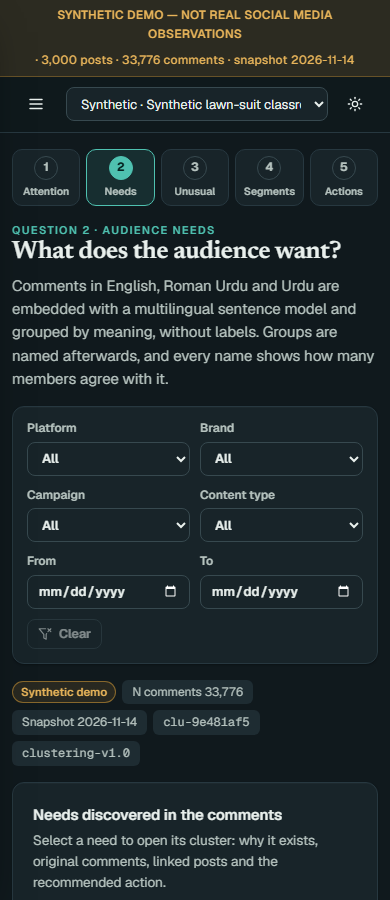 SYNTHETIC DEMO — NOT REAL SOCIAL MEDIA
OBSERVATIONS
· 3,000 posts · 33,776 comments · snapshot 2026-11-14
Synthetic · Synthetic lawn-suit classr
1 2 3 4 5
Attention Needs Unusual Segments Actions
QUESTION 2 · AUDIENCE NEEDS
What does the audience want?
Comments in English, Roman Urdu and Urdu are
embedded with a multilingual sentence model and
grouped by meaning, without labels. Groups are
named afterwards, and every name shows how many
members agree with it.
Platform Brand
All All
Campaign Content type
All All
From To
mm/dd/yyyy mm/dd/yyyy
Clear
Synthetic demo N comments 33,776
Snapshot 2026-11-14 clu-9e481af5
clustering-v1.0
Needs discovered in the comments
Select a need to open its cluster: why it exists,
original comments, linked posts and the
recommended action.